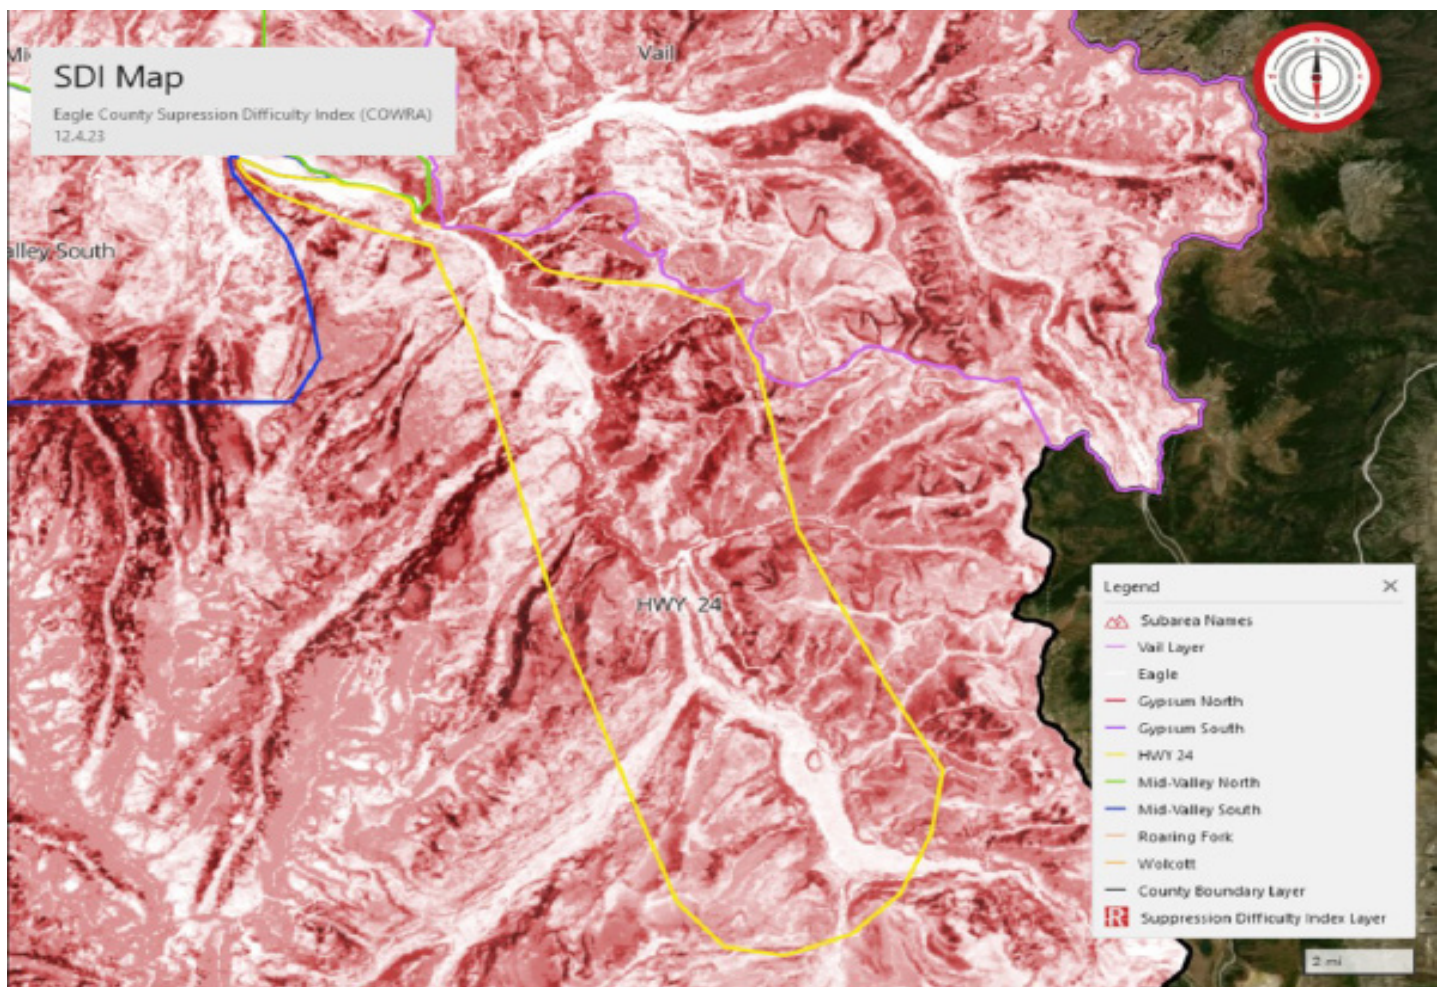 Vail
SDI Map
Eagle County Supression Difficulty Index (COWRA)
12.4.23
alley South
HWY 24
Legend
Subarea Names
Vail Layer
Eagle
Gypsum North
Gypsum South
HWY 24
Mid-Valley North
Mid-Valley South
Roaring Fork
Wolcott
County Boundary Layer
R Suppression Difficulty Index Layer
2 mi